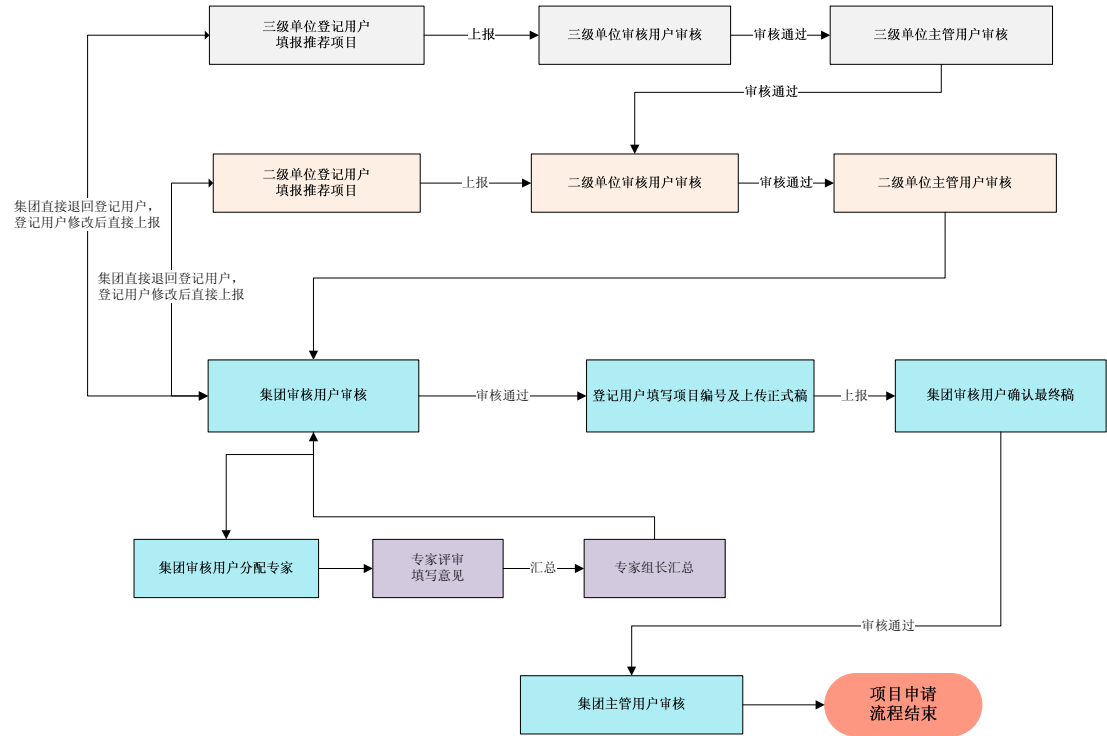 三级单位登记用户
填报推荐项目
上报
三级单位审核用户审核
审核通过
三级单位主管用户审核
审核通过
二级单位登记用户
填报推荐项目
上报
二级单位审核用户审核
审核通过
二级单位主管用户审核
集团直接退回登记用户，
登记用户修改后直接上报
集团直接退回登记用户，
登记用户修改后直接上报
集团审核用户审核
审核通过
登记用户填写项目编号及上传正式稿
上报
集团审核用户确认最终稿
集团审核用户分配专家
专家评审
填写意见
汇总
专家组长汇总
审核通过
集团主管用户审核
项目申请
流程结束